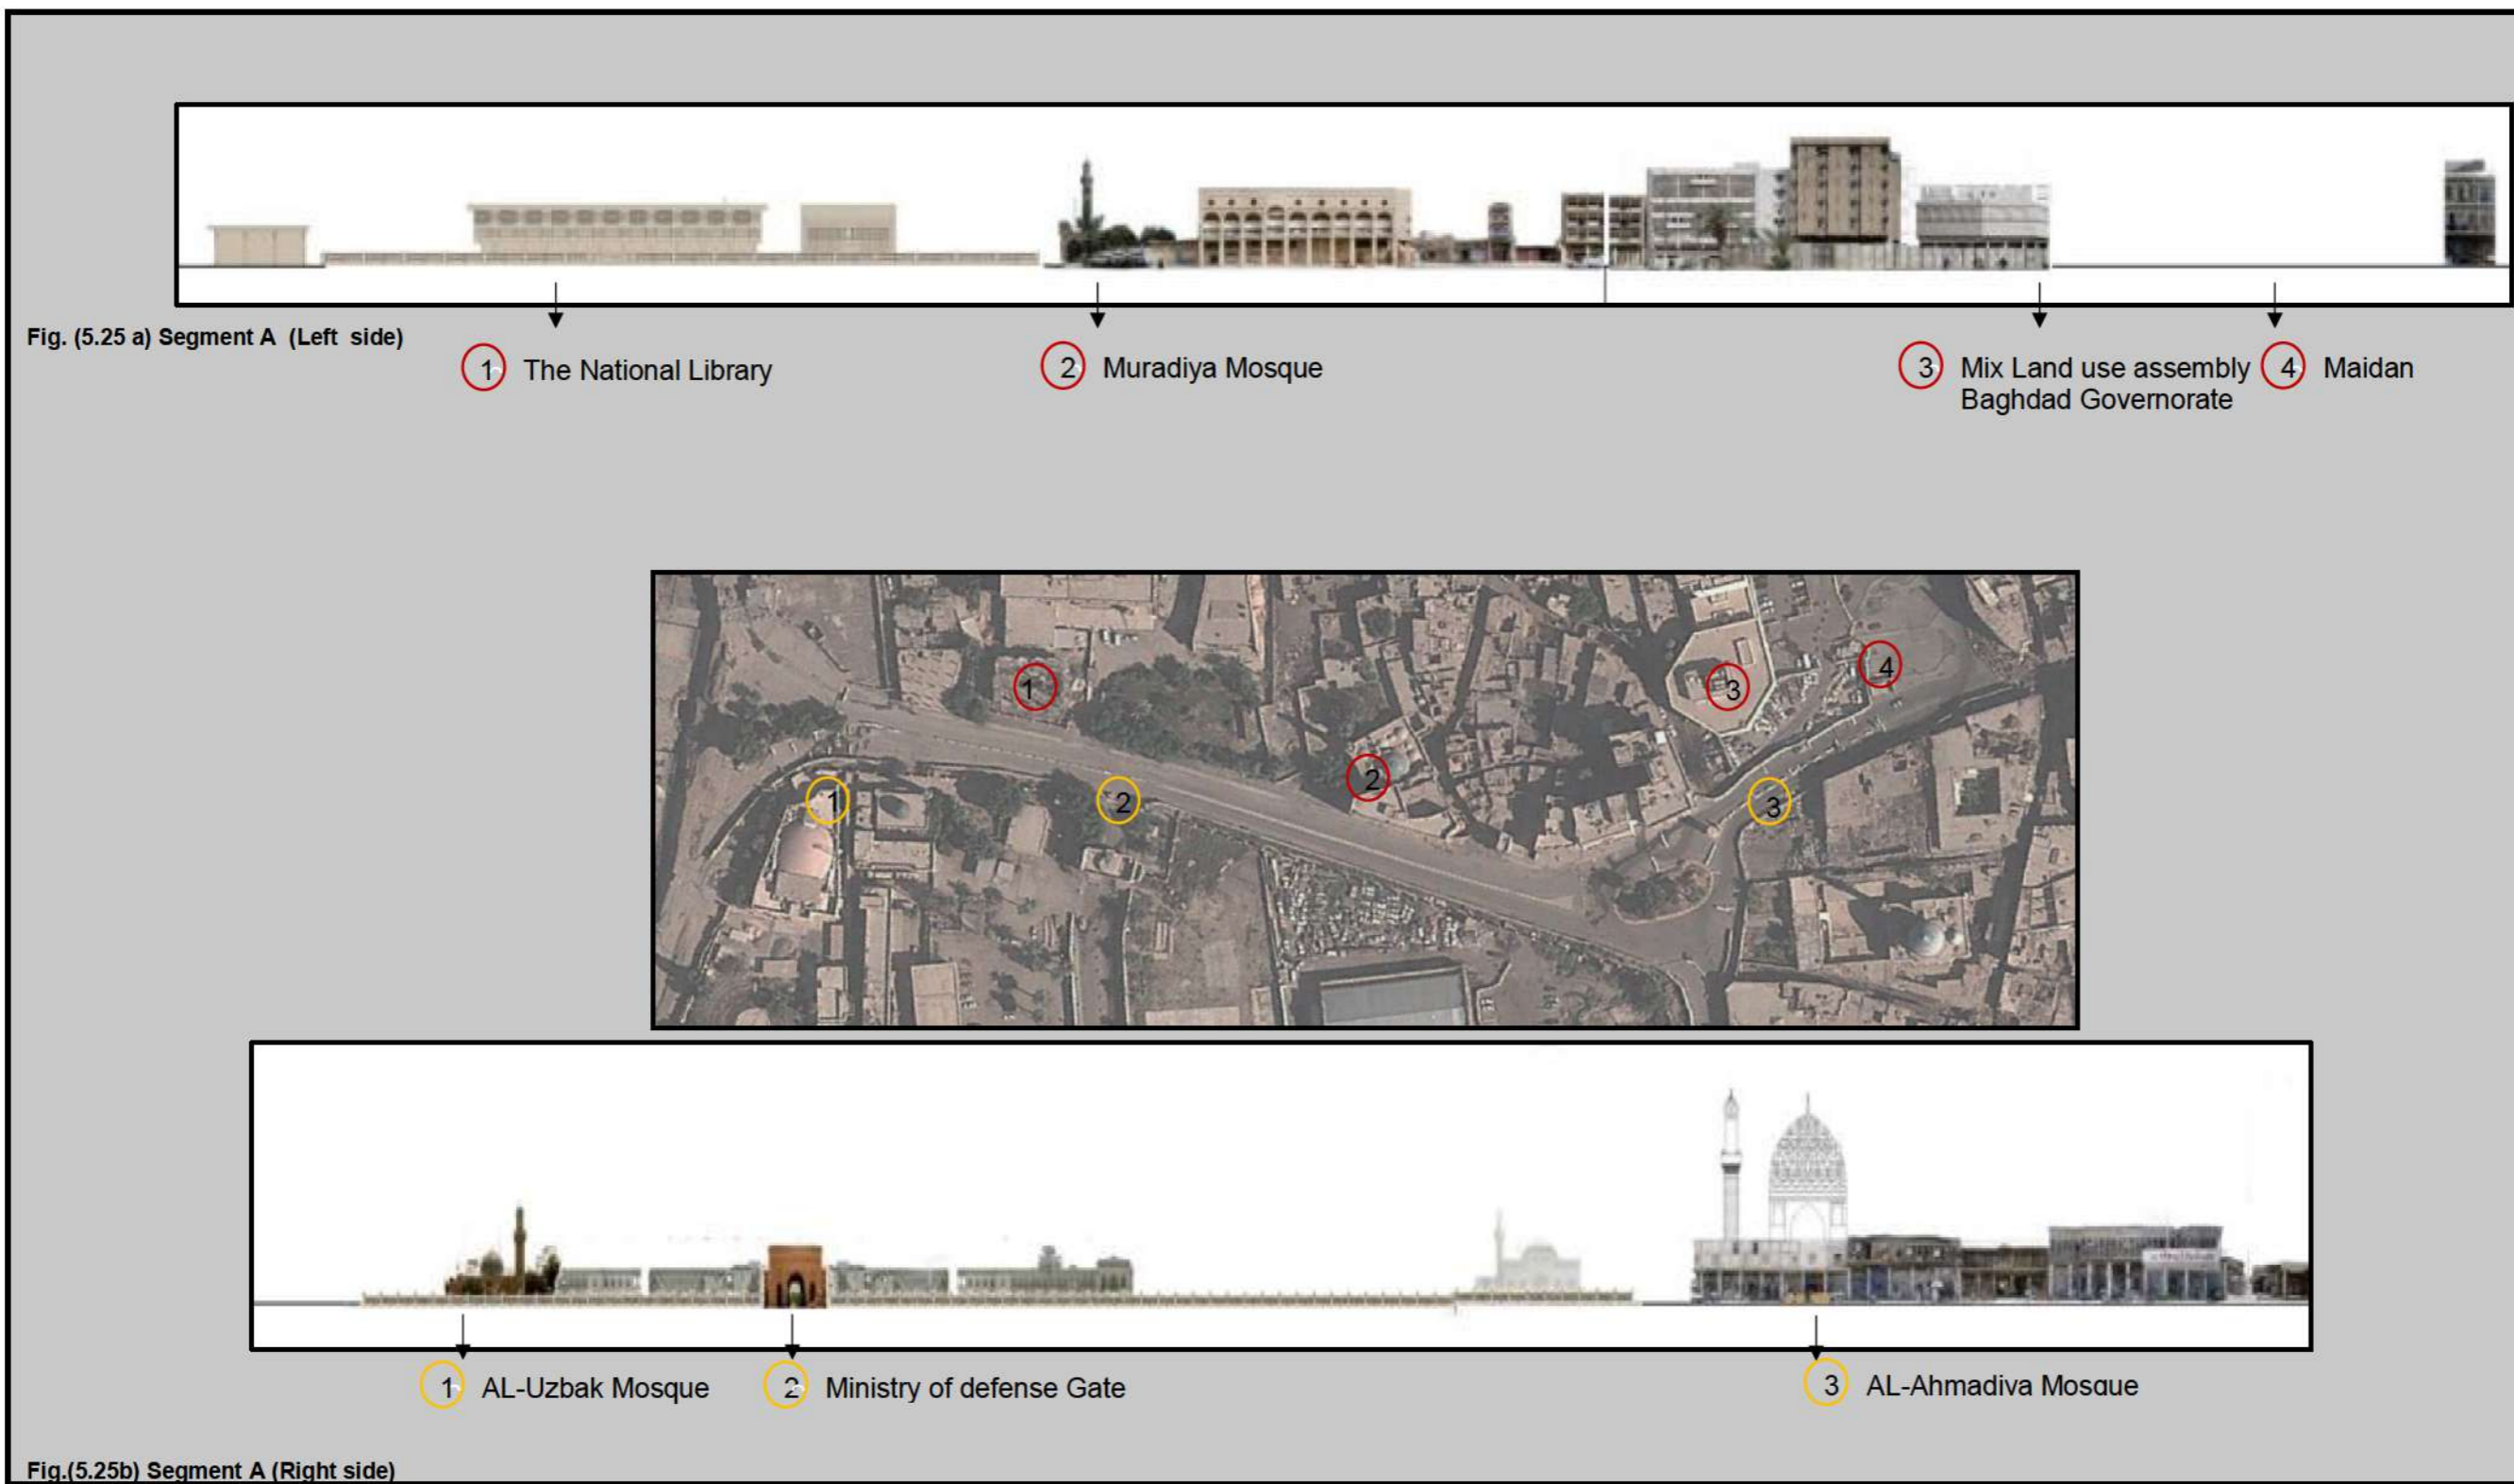 Fig. (5.25 a) Segment A (Left side)
1 The National Library
2 Muradiya Mosque
3 Mix Land use assembly
Baghdad Governorate
4 Maidan
1
2
3
4
1
2
3
1 AL-Uzbak Mosque
2 Ministry of defense Gate
3 AL-Ahmadiva Mosque
Fig.(5.25b) Segment A (Right side)